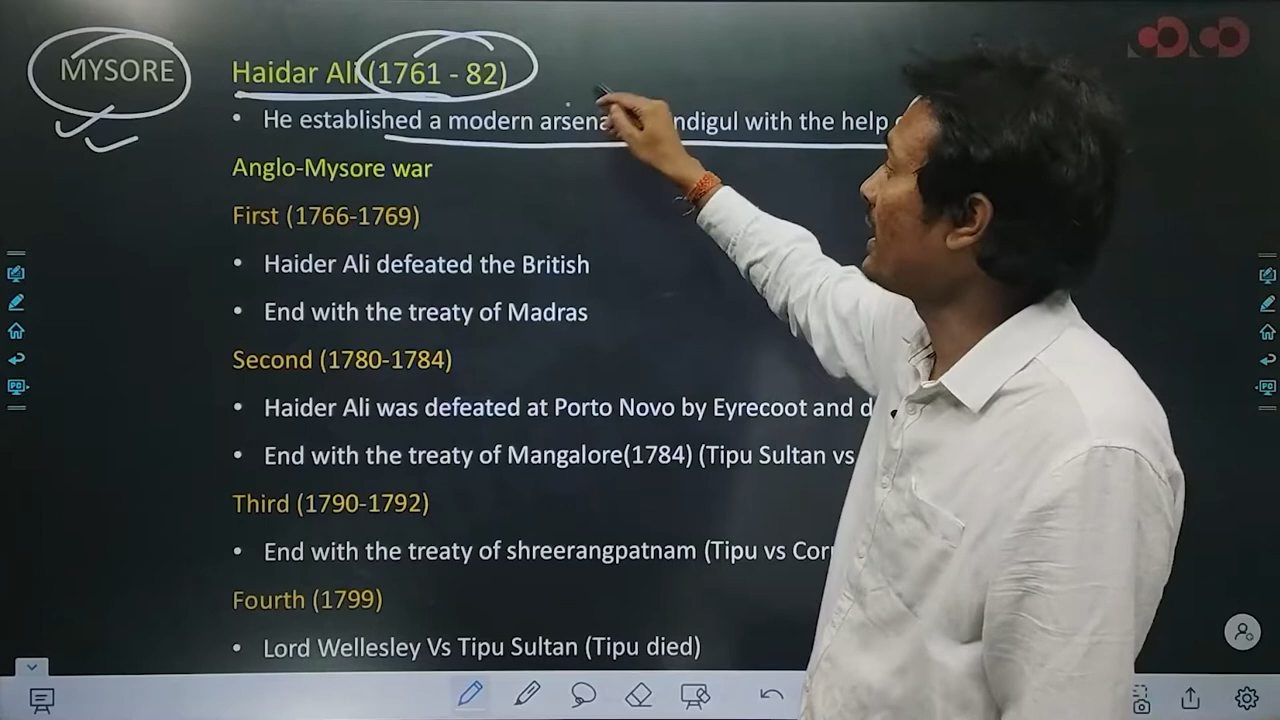 MYSORE
Haidar Ali (1761 - 82)
• He established a modern ndigul with the help
Anglo-Mysore war
First (1766-1769)
• Haider Ali defeated the British
• End with the treaty of Madras
Second (1780-1784)
• Haider Ali was defeated at Porto Novo by Eyrecoot and
• End with the treaty of Mangalore(1784) (Tipu Sultan vs
Third (1790-1792)
• End with the treaty of shreerangpatnam (Tipu vs
Fourth (1799)
• Lord Wellesley Vs Tipu Sultan (Tipu died)